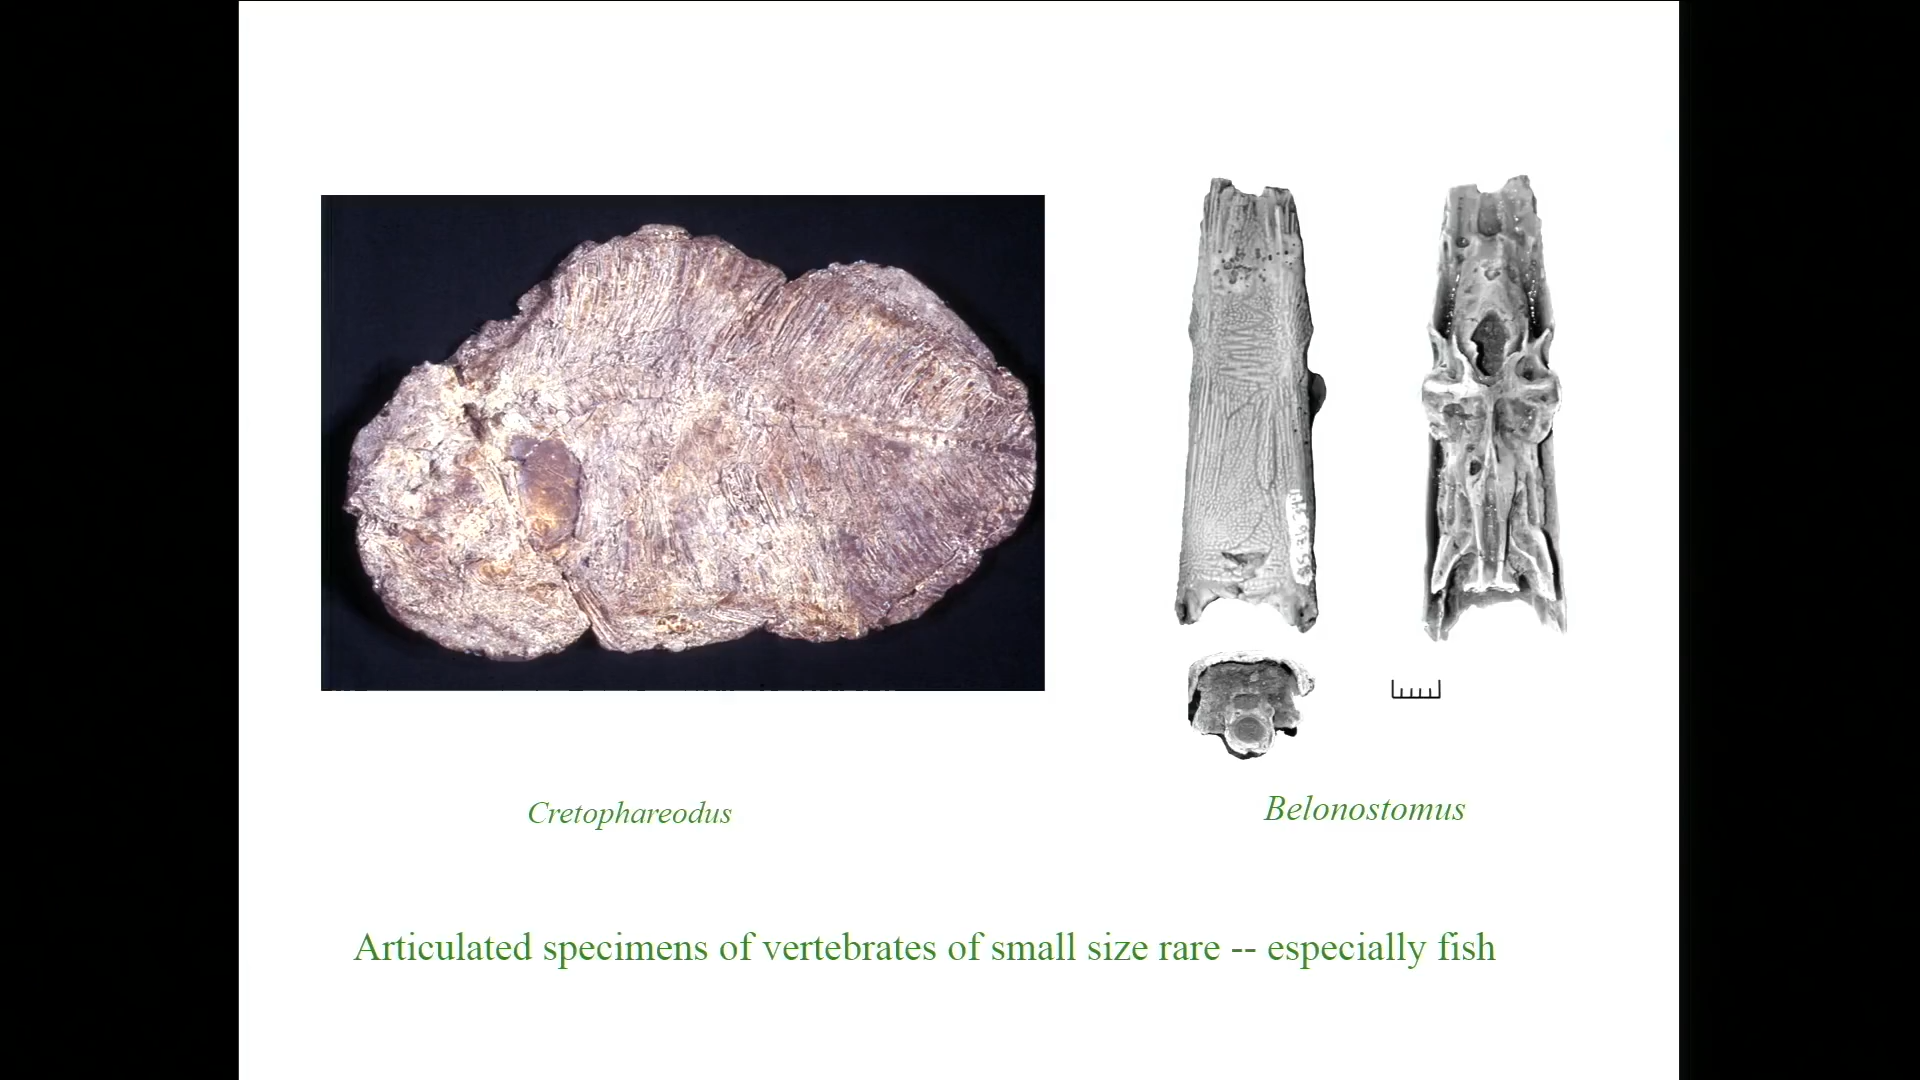 Cretophareodus
Belonostomus
Articulated specimens of vertebrates of small size rare -- especially fish